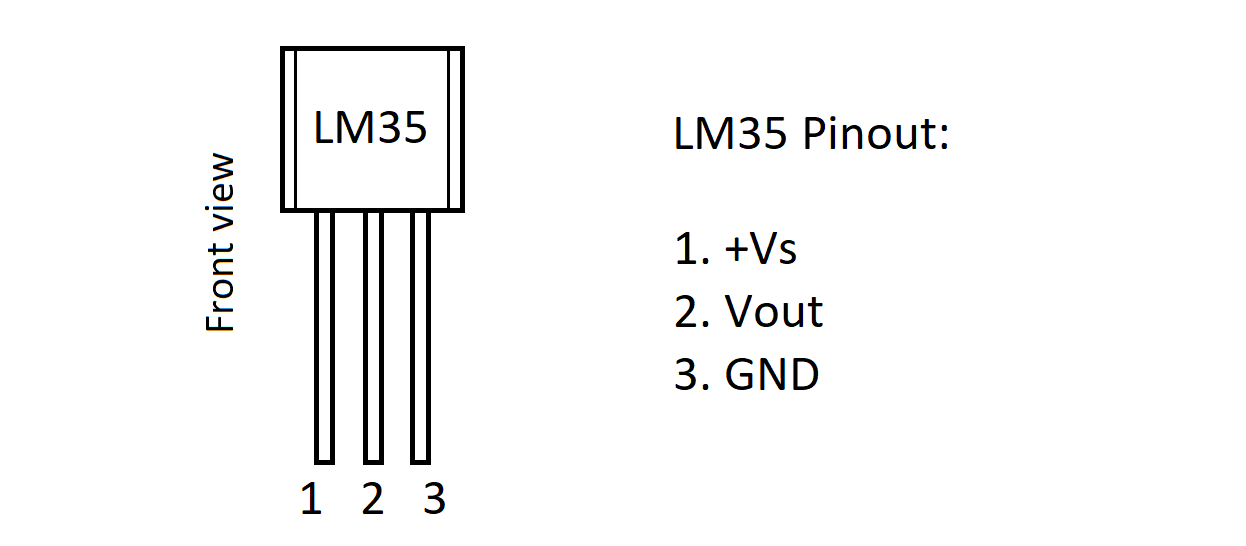 LM35
Front view
1 2 3
LM35 Pinout:
1. +Vs
2. Vout
3. GND